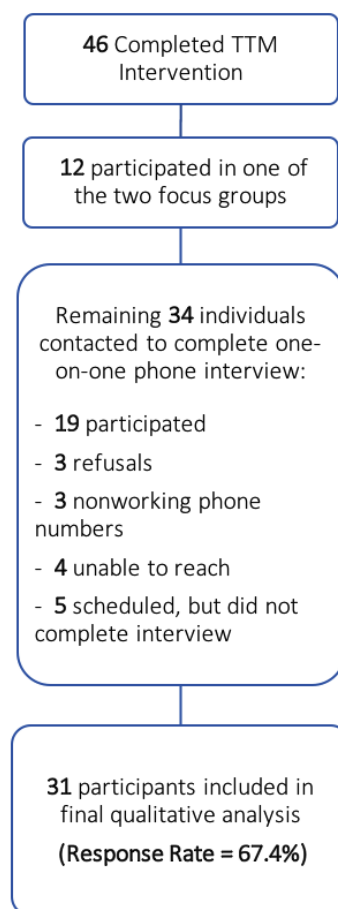 46 Completed TTM
Intervention
12 participated in one of
the two focus groups
Remaining 34 individuals
contacted to complete one-
on-one phone interview:
- 19 participated
- 3 refusals
- 3 nonworking phone
numbers
- 4 unable to reach
- 5 scheduled, but did not
complete interview
31 participants included in
final qualitative analysis
(Response Rate = 67.4%)